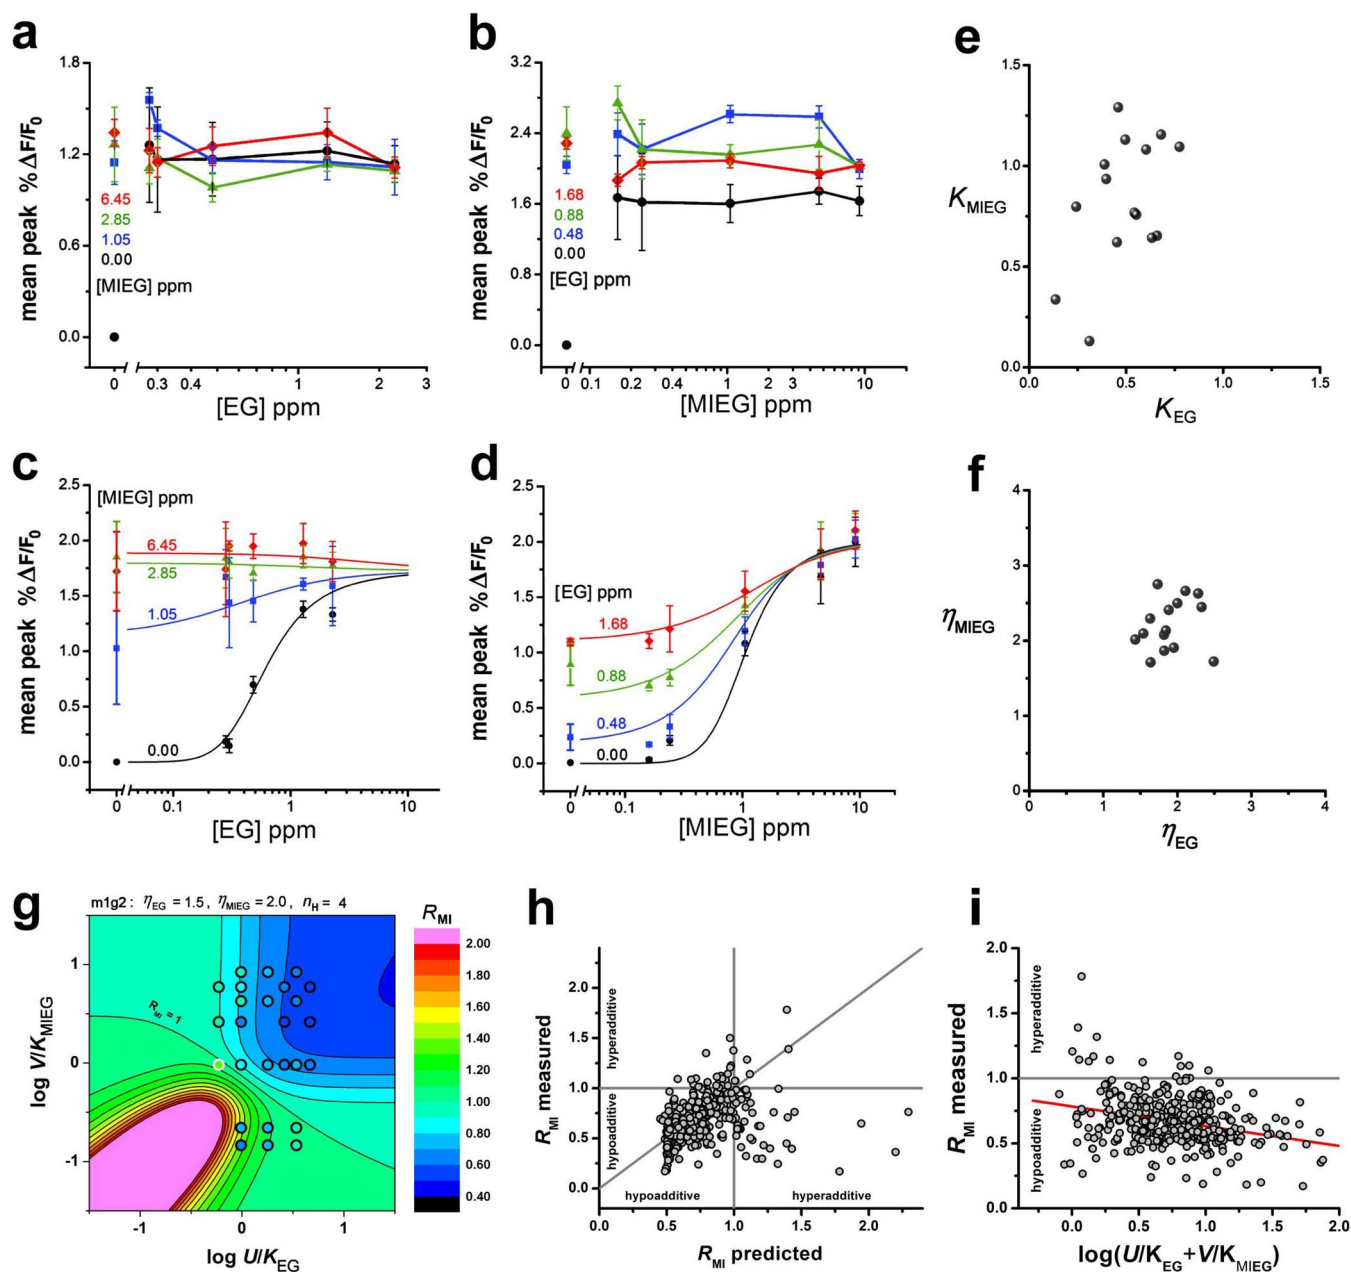 a
mean peak %ΔF/F0
1.8
1.2
0.6
0.0
6.45
2.85
1.05
0.00
[MIEG] ppm
0 0.3 0.4 1 2 3
[EG] ppm
b
mean peak %ΔF/F0
3.2
2.4
1.6
0.8
0.0
1.68
0.88
0.48
0.00
[EG] ppm
0 0.1 0.2 0.4 1 2 3 10
[MIEG] ppm
e
KMIEG
1.5
1.0
0.5
0.0
0.0 0.5 1.0 1.5
KEG
c
mean peak %ΔF/F0
2.5
2.0
1.5
1.0
0.5
0.0
[MIEG] ppm
6.45
2.85
1.05
0.00
0 0.1 1 10
[EG] ppm
d
mean peak %ΔF/F0
2.5
2.0
1.5
1.0
0.5
0.0
[EG] ppm
1.68
0.88
0.48
0.00
0 0.1 1 10
[MIEG] ppm
f
ηMIEG
4
3
2
1
0
0 1 2 3 4
ηEG
g
m1g2: ηEG = 1.5, ηMIEG = 2.0, nH = 4
log V/KMIEG
1
0
-1
RMI = 1
-1 0 1
log U/KEG
RMI
2.00
1.80
1.60
1.40
1.20
1.00
0.80
0.60
0.40
h
RMI measured
2.0
1.5
1.0
0.5
0.0
hyperadditive
hypoadditive
hypoadditive
hyperadditive
0.0 0.5 1.0 1.5 2.0
RMI predicted
i
RMI measured
2.0
1.5
1.0
0.5
0.0
hyperadditive
hypoadditive
0.0 0.5 1.0 1.5 2.0
log(U/KEG+V/KMIEG)